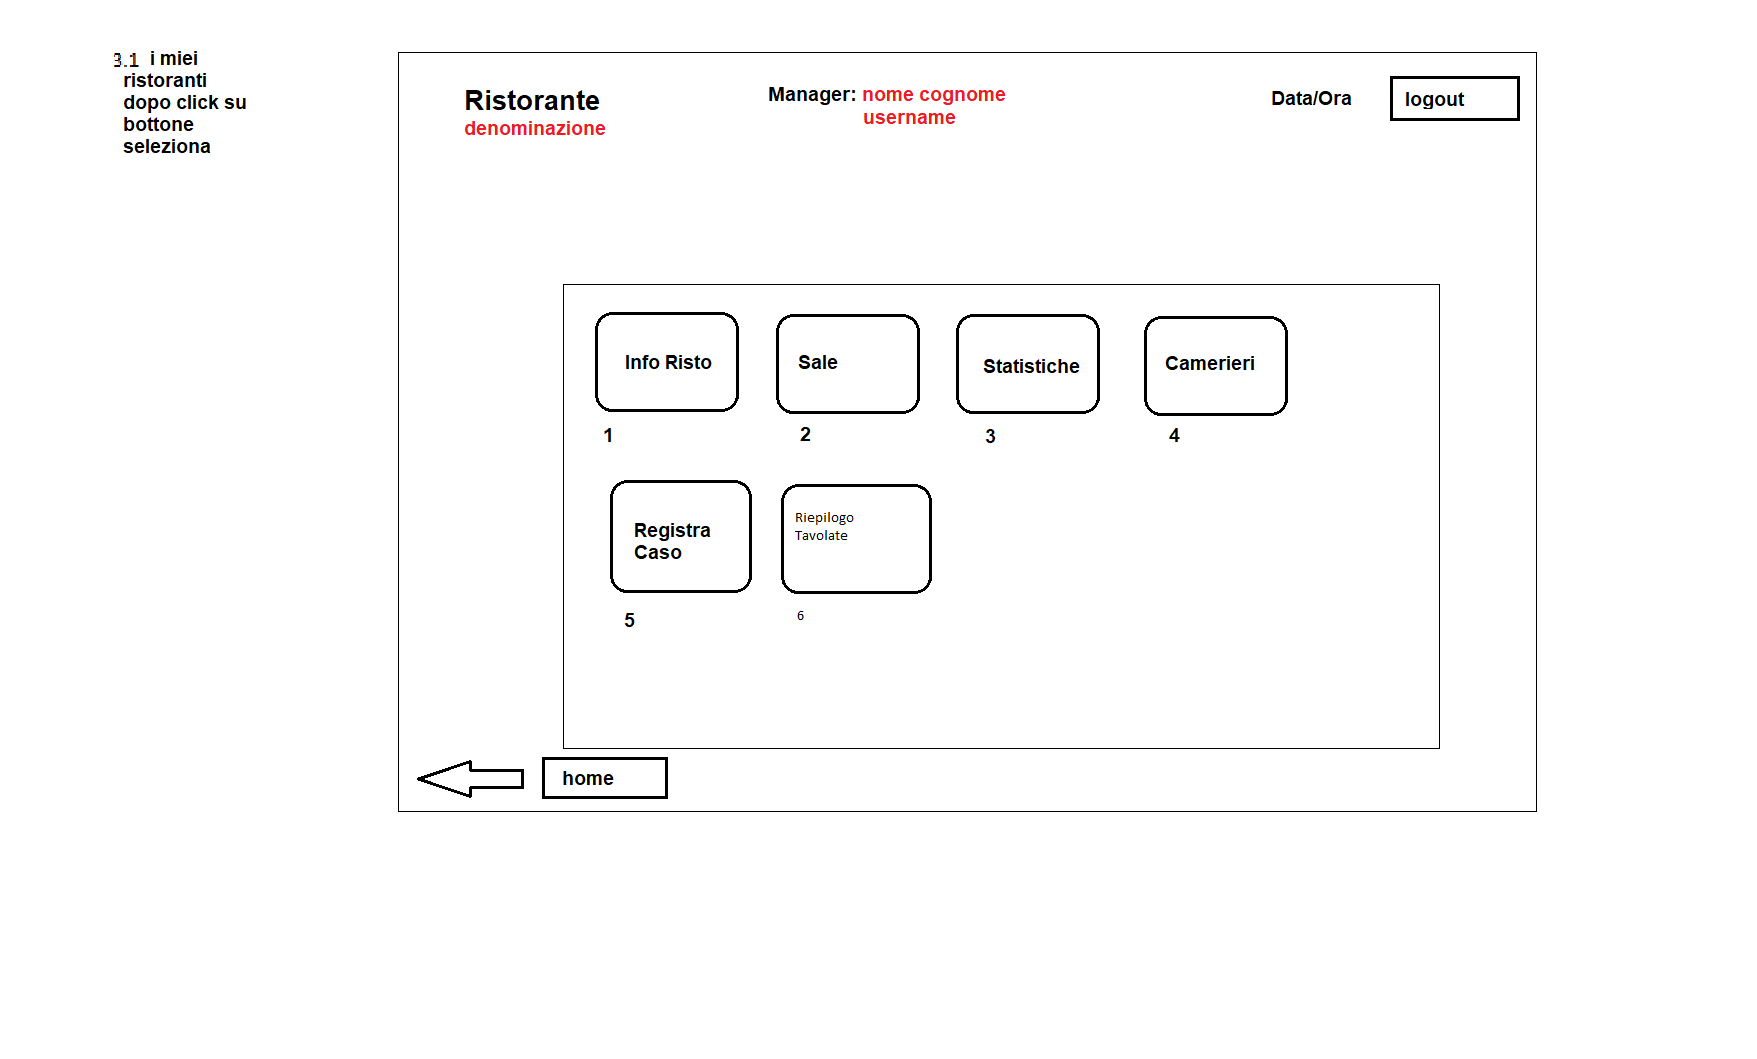 3.1 i miei
ristoranti
dopo click su
bottone
seleziona
Ristorante
denominazione
Manager: nome cognome
username
Data/Ora
logout
Info Risto
Sale
Statistiche
Camerieri
1
2
3
4
Registra
Caso
Riepilogo
Tavolate
5
6
home